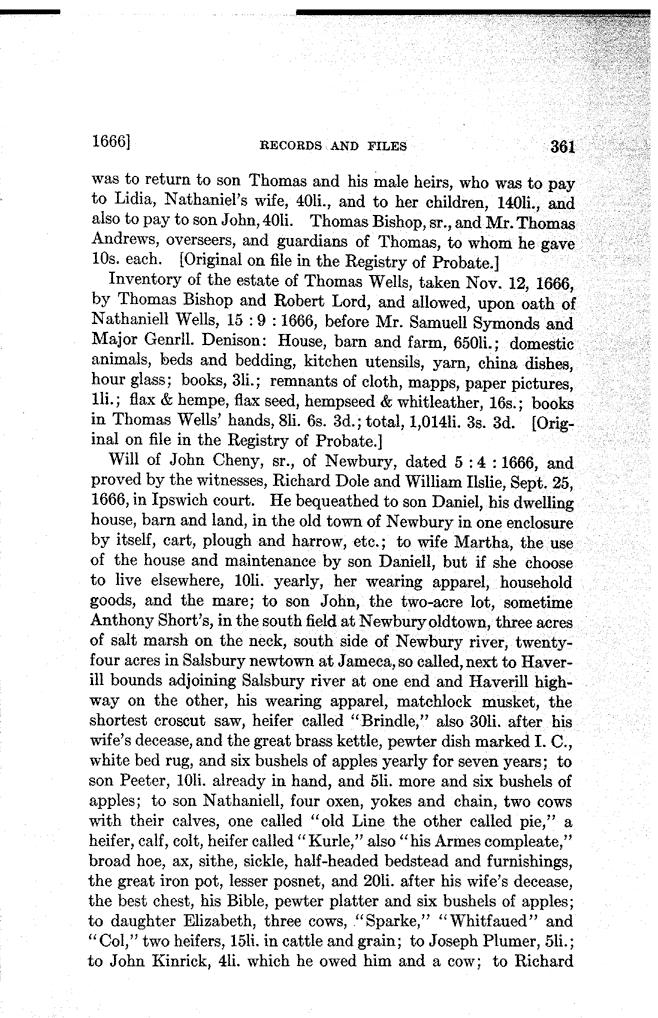 1666] RECORDS AND FILES 361
was to return to son Thomas and his male heirs, who was to pay
to Lidia, Nathaniel's wife, 40li., and to her children, 140li., and
also to pay to son John, 40li. Thomas Bishop, sr., and Mr. Thomas
Andrews, overseers, and guardians of Thomas, to whom he gave
10s. each. [Original on file in the Registry of Probate.]
Inventory of the estate of Thomas Wells, taken Nov. 12, 1666,
by Thomas Bishop and Robert Lord, and allowed, upon oath of
Nathaniell Wells, 15 : 9 : 1666, before Mr. Samuell Symonds and
Major Genrll. Denison: House, barn and farm, 650li.; domestic
animals, beds and bedding, kitchen utensils, yarn, china dishes,
hour glass; books, 3li.; remnants of cloth, mapps, paper pictures,
1li.; flax & hempe, flax seed, hempseed & whitleather, 16s.; books
in Thomas Wells' hands, 8li. 6s. 3d.; total, 1,014li. 3s. 3d. [Orig-
inal on file in the Registry of Probate.]
Will of John Cheny, sr., of Newbury, dated 5 : 4 : 1666, and
proved by the witnesses, Richard Dole and William Ilslie, Sept. 25,
1666, in Ipswich court. He bequeathed to son Daniel, his dwelling
house, barn and land, in the old town of Newbury in one enclosure
by itself, cart, plough and harrow, etc.; to wife Martha, the use
of the house and maintenance by son Daniell, but if she choose
to live elsewhere, 10li. yearly, her wearing apparel, household
goods, and the mare; to son John, the two-acre lot, sometime
Anthony Short's, in the south field at Newbury oldtown, three acres
of salt marsh on the neck, south side of Newbury river, twenty-
four acres in Salsbury newtown at Jameca, so called, next to Haver-
ill bounds adjoining Salsbury river at one end and Haverill high-
way on the other, his wearing apparel, matchlock musket, the
shortest croscut saw, heifer called "Brindle," also 30li. after his
wife's decease, and the great brass kettle, pewter dish marked I. C.,
white bed rug, and six bushels of apples yearly for seven years; to
son Peeter, 10li. already in hand, and 5li. more and six bushels of
apples; to son Nathaniell, four oxen, yokes and chain, two cows
with their calves, one called "old Line the other called pie," a
heifer, calf, colt, heifer called "Kurle," also "his Armes compleate,"
broad hoe, ax, sithe, sickle, half-headed bedstead and furnishings,
the great iron pot, lesser posnet, and 20li. after his wife's decease,
the best chest, his Bible, pewter platter and six bushels of apples;
to daughter Elizabeth, three cows, "Sparke," "Whitfaued" and
"Col," two heifers, 15li. in cattle and grain; to Joseph Plumer, 5li.;
to John Kinrick, 4li. which he owed him and a cow; to Richard